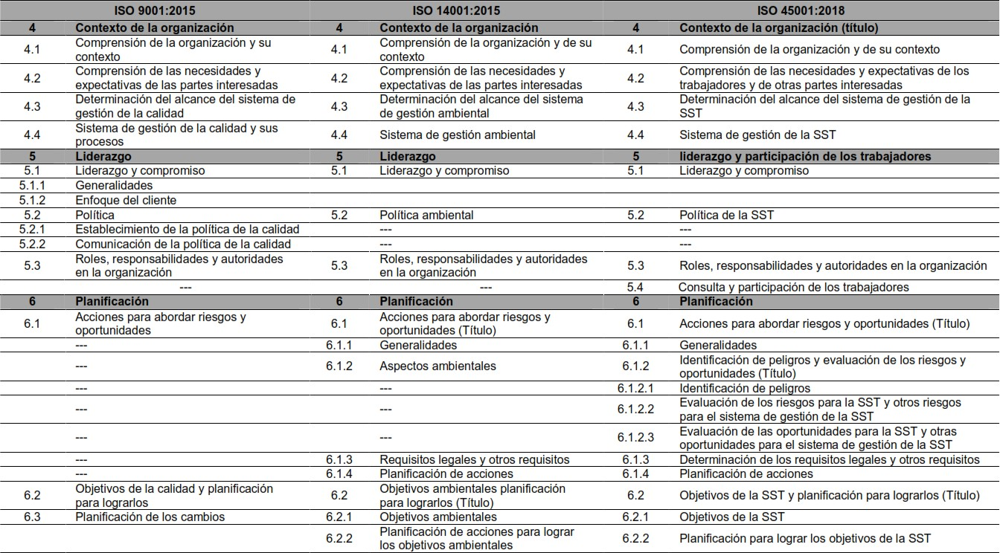 ISO 9001:2015 ISO 14001:2015 ISO 45001:2018
4 Contexto de la organización 4 Contexto de la organización 4 Contexto de la organización (título)
4.1 Comprensión de la organización y su contexto 4.1 Comprensión de la organización y de su contexto 4.1 Comprensión de la organización y de su contexto
4.2 Comprensión de las necesidades y expectativas de las partes interesadas 4.2 Comprensión de las necesidades y expectativas de las partes interesadas 4.2 Comprensión de las necesidades y expectativas de los trabajadores y de otras partes interesadas
4.3 Determinación del alcance del sistema de gestión de la calidad 4.3 Determinación del alcance del sistema de gestión ambiental 4.3 Determinación del alcance del sistema de gestión de la SST
4.4 Sistema de gestión de la calidad y sus procesos 4.4 Sistema de gestión ambiental 4.4 Sistema de gestión de la SST
5 Liderazgo 5 Liderazgo 5 liderazgo y participación de los trabajadores
5.1 Liderazgo y compromiso 5.1 Liderazgo y compromiso 5.1 Liderazgo y compromiso
5.1.1 Generalidades
5.1.2 Enfoque del cliente
5.2 Política 5.2 Política ambiental 5.2 Política de la SST
5.2.1 Establecimiento de la política de la calidad --- ---
5.2.2 Comunicación de la política de la calidad --- ---
5.3 Roles, responsabilidades y autoridades en la organización 5.3 Roles, responsabilidades y autoridades en la organización 5.3 Roles, responsabilidades y autoridades en la organización
--- --- 5.4 Consulta y participación de los trabajadores
6 Planificación 6 Planificación 6 Planificación
6.1 Acciones para abordar riesgos y oportunidades 6.1 Acciones para abordar riesgos y oportunidades (Título) 6.1 Acciones para abordar riesgos y oportunidades (Título)
--- 6.1.1 Generalidades 6.1.1 Generalidades
--- 6.1.2 Aspectos ambientales 6.1.2 Identificación de peligros y evaluación de los riesgos y oportunidades (Título)
--- --- 6.1.2.1 Identificación de peligros
--- --- 6.1.2.2 Evaluación de los riesgos para la SST y otros riesgos para el sistema de gestión de la SST
--- --- 6.1.2.3 Evaluación de las oportunidades para la SST y otras oportunidades para el sistema de gestión de la SST
--- 6.1.3 Requisitos legales y otros requisitos 6.1.3 Determinación de los requisitos legales y otros requisitos
--- 6.1.4 Planificación de acciones 6.1.4 Planificación de acciones
6.2 Objetivos de la calidad y planificación para lograrlos 6.2 Objetivos ambientales planificación para lograrlos (Título) 6.2 Objetivos de la SST y planificación para lograrlos (Título)
6.3 Planificación de los cambios 6.2.1 Objetivos ambientales 6.2.1 Objetivos de la SST
6.2.2 Planificación de acciones para lograr los objetivos ambientales 6.2.2 Planificación para lograr los objetivos de la SST